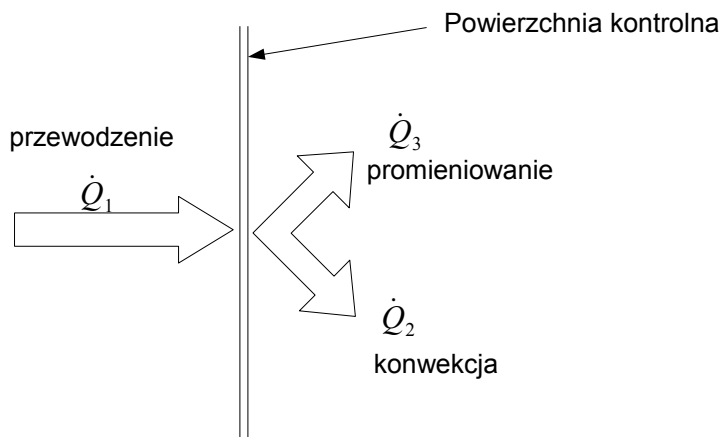 Powierzchnia kontrolna
przewodzenie
Q̇₁
Q̇₃
promieniowanie
Q̇₂
konwekcja